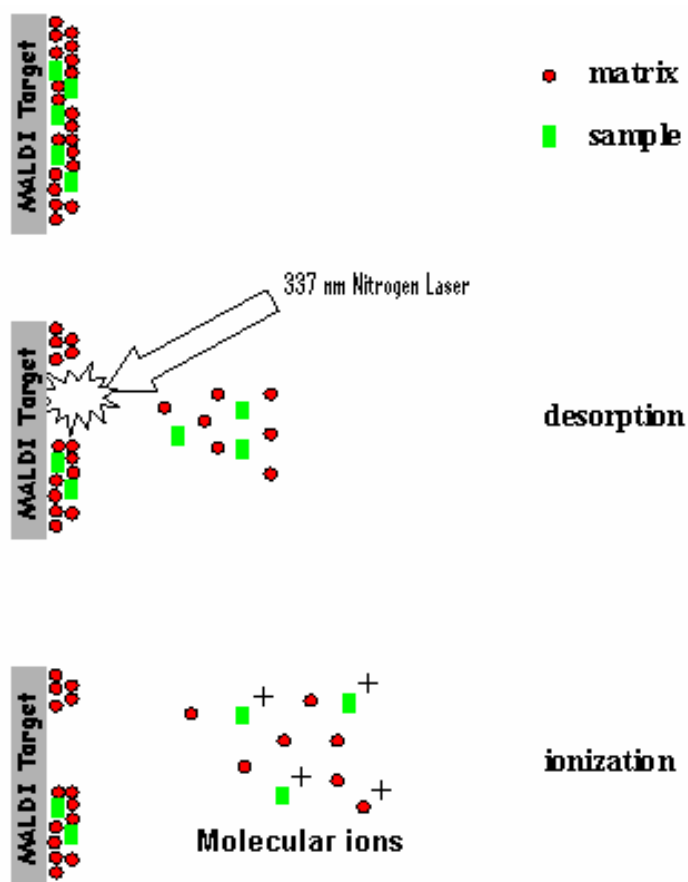 MALDI Target
matrix
sample
337 nm Nitrogen Laser
MALDI Target
desorption
MALDI Target
+
+
+
+
ionization
Molecular ions